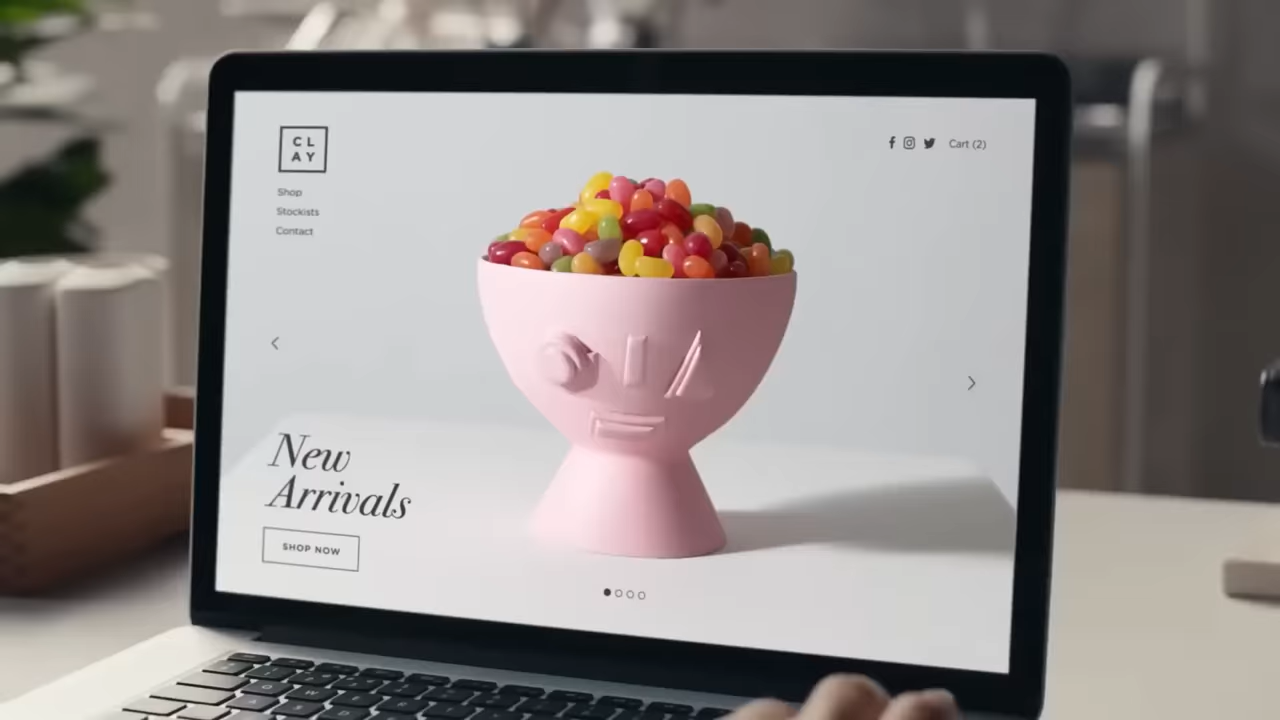 CL
AY
Shop
Stockists
Contact
Cart (2)
New
Arrivals
SHOP NOW